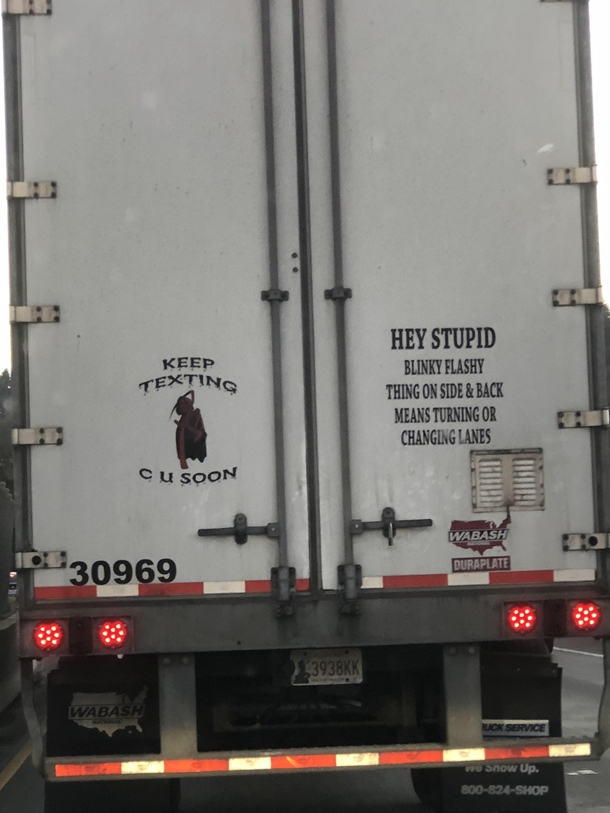 KEEP
TEXTING
C U SOON
HEY STUPID
BLINKY FLASHY
THING ON SIDE & BACK
MEANS TURNING OR
CHANGING LANES
WABASH
DURAPLATE
30969
3938KK
WABASH
RUCK SERVICE
We Show Up.
800-824-SHOP